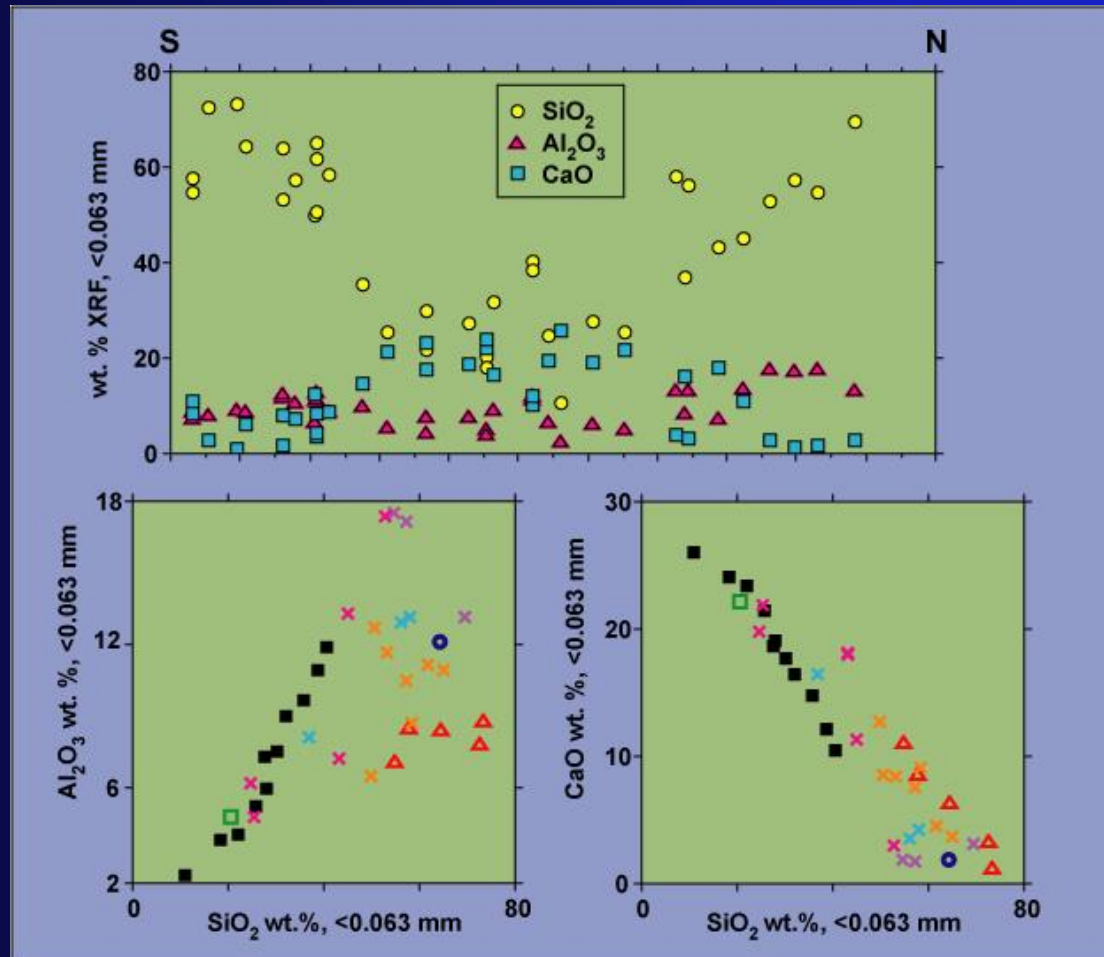 S N
80
60
40
20
0
wt. % XRF, <0.063 mm
SiO₂
Al₂O₃
CaO
18
12
6
2
Al₂O₃ wt. %, <0.063 mm
80
SiO₂ wt.%, <0.063 mm
30
20
10
0
CaO wt. %, <0.063 mm
0 80
SiO₂ wt.%, <0.063 mm